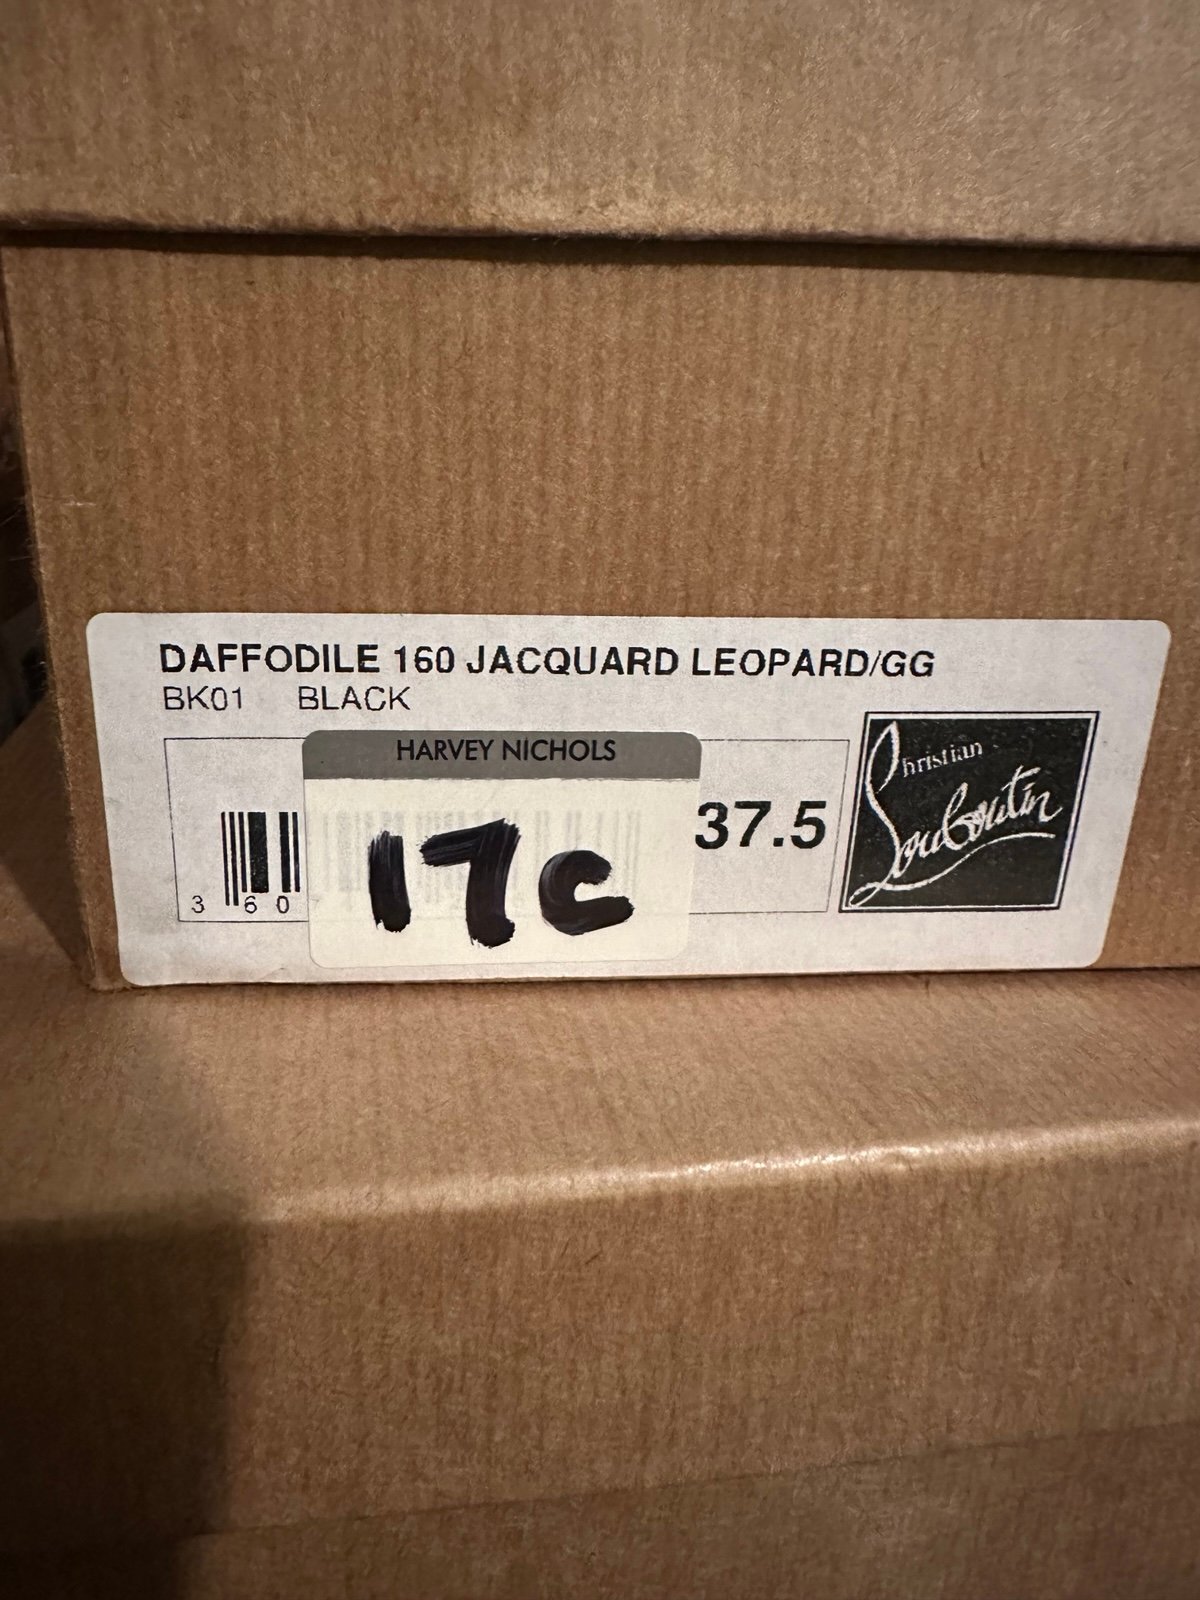 DAFFODILE 160 JACQUARD LEOPARD/GG
BK01 BLACK
HARVEY NICHOLS
17c
37.5
Christian
Louboutin
3 60